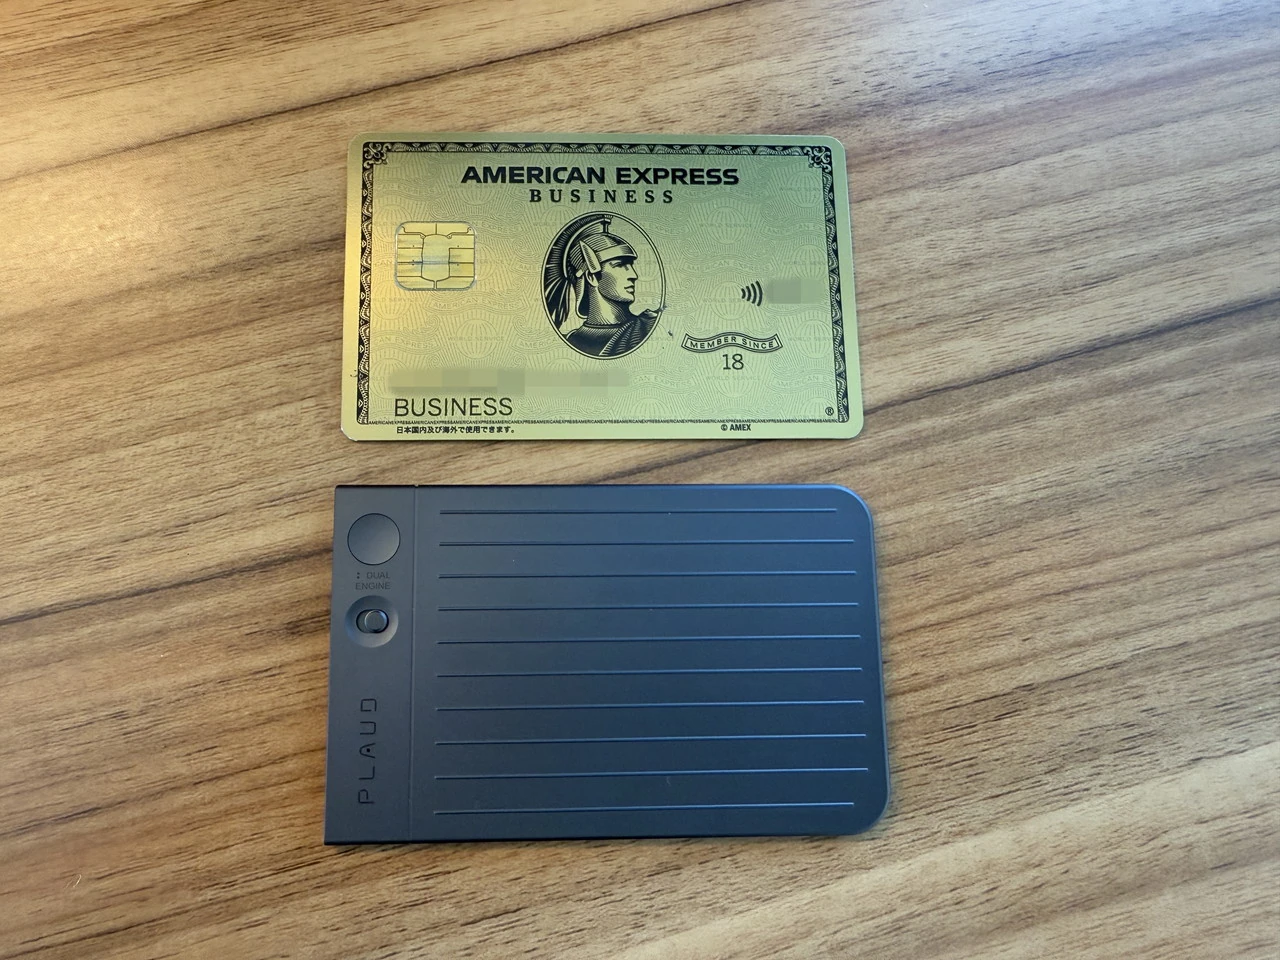 AMERICAN EXPRESS
BUSINESS
MEMBER SINCE
18
BUSINESS
日本国内及び海外で使用できます。
© AMEX
®
: DUAL
ENGINE
PLAUD